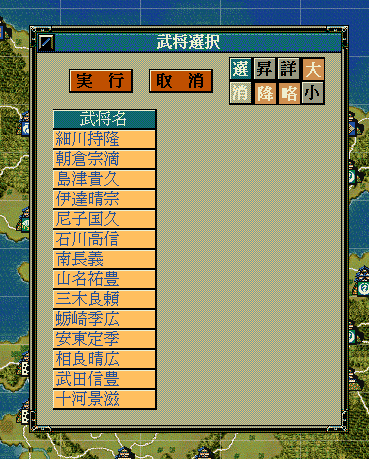 武将選択
実行 取消 選 昇 詳 大
消 降 略 小
武将名
細川持隆
朝倉宗滴
島津貴久
伊達晴宗
尼子国久
石川高信
南長義
山名祐豊
三木良頼
蛎崎季広
安東定季
相良晴広
武田信豊
十河景滋